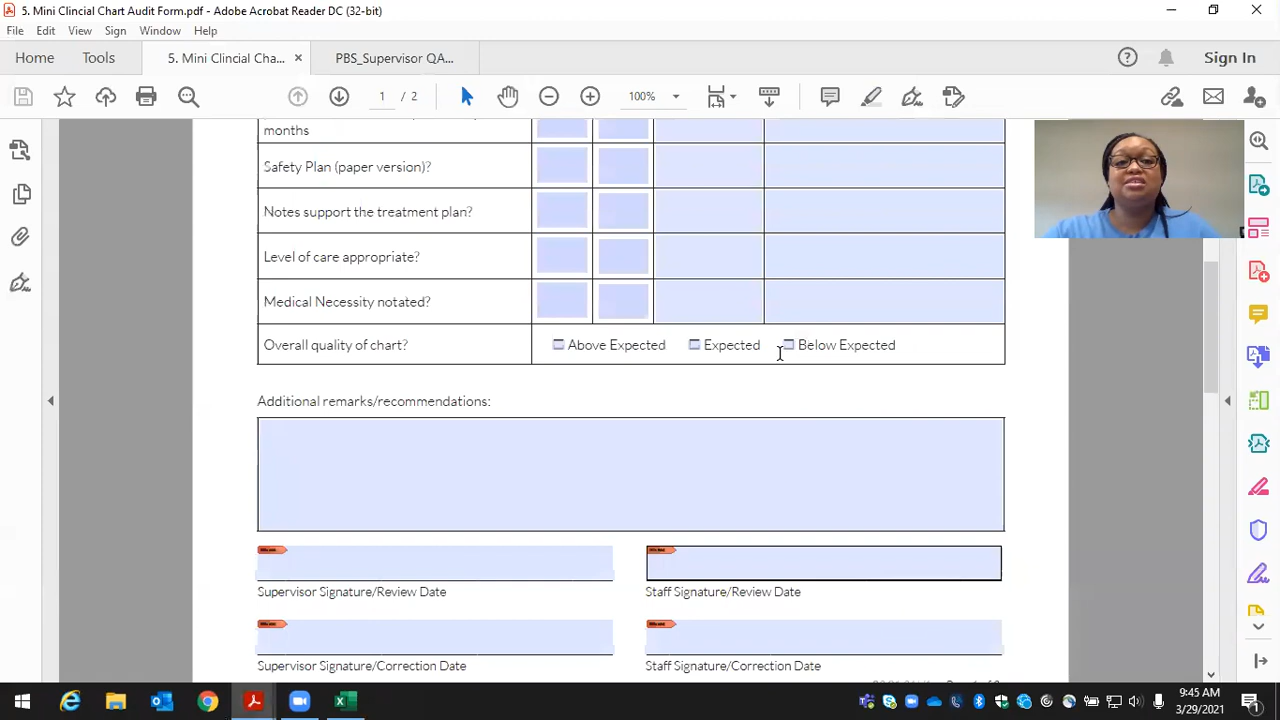 5. Mini Clincial Chart Audit Form.pdf - Adobe Acrobat Reader DC (32-bit)
File Edit View Sign Window Help
Home Tools 5. Mini Clincial Cha... × PBS_Supervisor QA... Sign In
1 / 2 100%
months
Safety Plan (paper version)?
Notes support the treatment plan?
Level of care appropriate?
Medical Necessity notated?
Overall quality of chart? Above Expected Expected Below Expected
Additional remarks/recommendations:
Supervisor Signature/Review Date Staff Signature/Review Date
Supervisor Signature/Correction Date Staff Signature/Correction Date
9:45 AM
3/29/2021